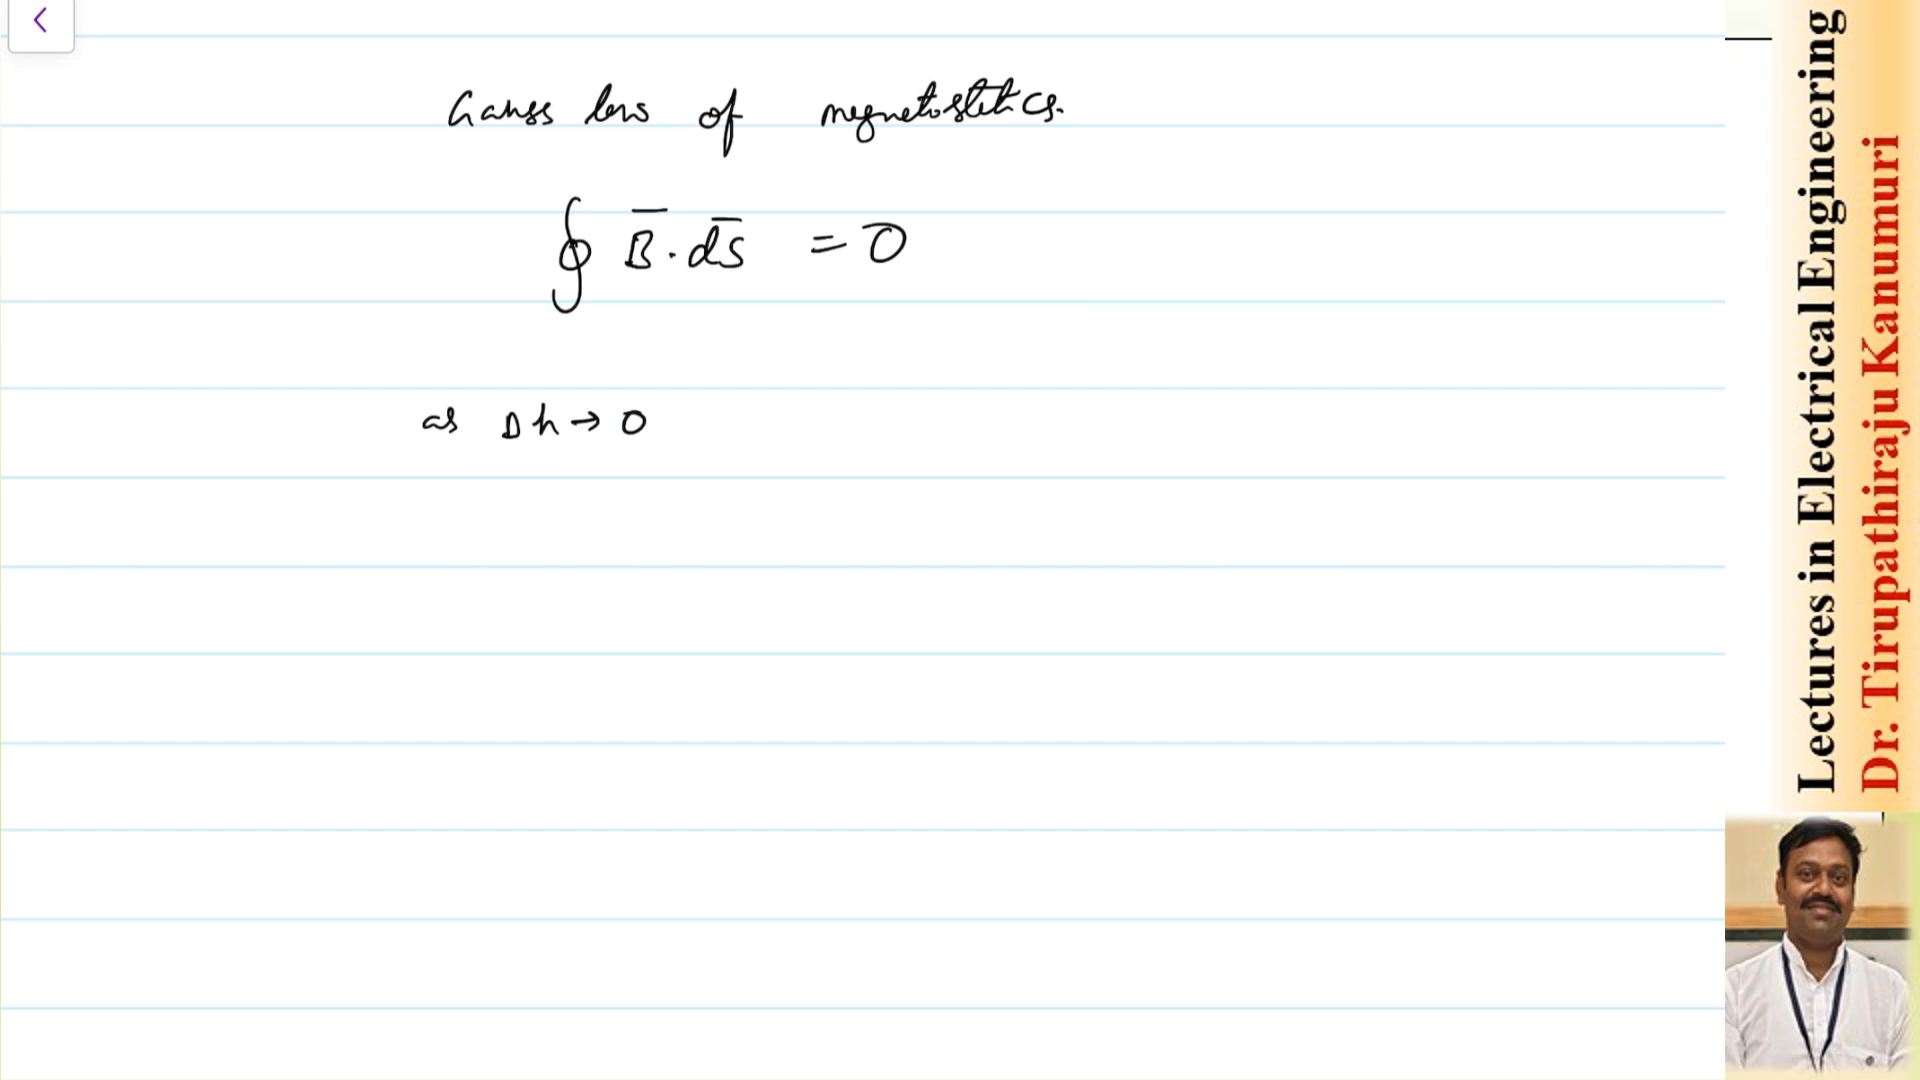 Gauss law of magnetostatics.
∮ B̄ . ds̄ = 0
as Δh → 0
Lectures in Electrical Engineering
Dr. Tirupathiraju Kanumuri